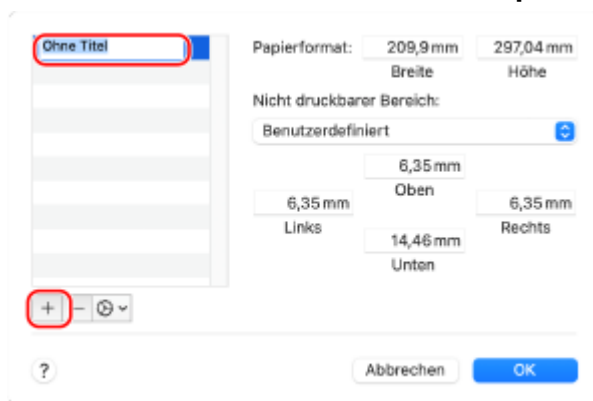 Ohne Titel
Papierformat: 209,9 mm 297,04 mm
Breite Höhe
Nicht druckbarer Bereich:
Benutzerdefiniert
6,35 mm
Oben
6,35 mm 6,35 mm
Links Rechts
14,46 mm
Unten
+ −
?
Abbrechen OK